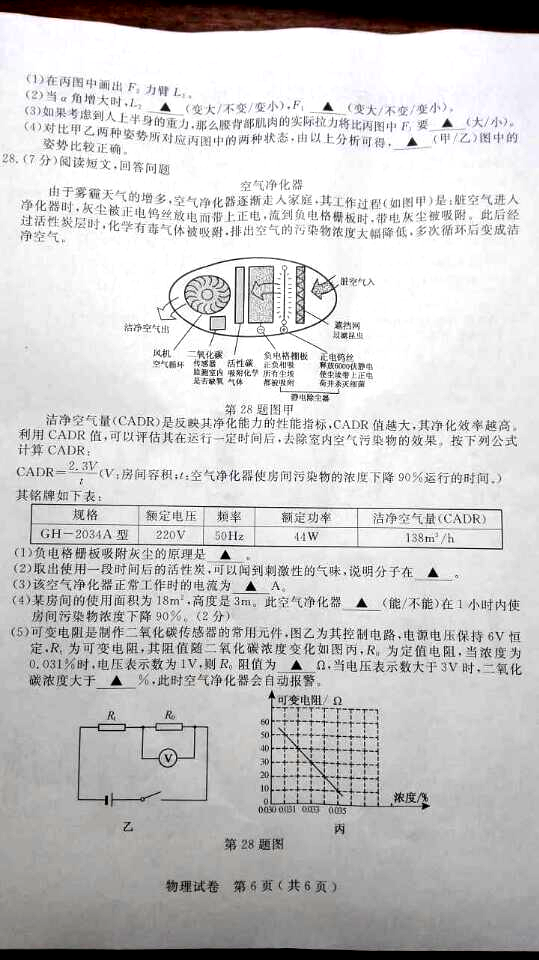 (1)在丙图中画出 F₂ 力臂 L₂。
(2)当 α 角增大时,L₂ ▲ (变大/不变/变小),F₁ ▲ (变大/不变/变小)。
(3)如果考虑到人上半身的重力,那么腰背部肌肉的实际拉力将比丙图中 F₁ 要 ▲ (大/小)。
(4)对比甲乙两种姿势所对应丙图中的两种状态,由以上分析可得, ▲ (甲/乙)图中的
姿势比较正确。
28.(7 分)阅读短文,回答问题
空气净化器
由于雾霾天气的增多,空气净化器逐渐走入家庭,其工作过程(如图甲)是:脏空气进入
净化器时,灰尘被正电钨丝放电而带上正电,流到负电格栅板时,带电灰尘被吸附。此后经
过活性炭层时,化学有毒气体被吸附,排出空气的污染物浓度大幅降低,多次循环后变成洁
净空气。
脏空气入
洁净空气出
遮挡网
过滤昆虫
风机
空气循环
二氧化碳
传感器
监测室内
是否缺氧
活性碳
吸附化学
气体
负电格栅板
正负相吸
所有尘埃
都被吸附
正电钨丝
释放6000伏静电
使尘埃带上正电
荷并杀灭细菌
静电除尘器
第 28 题图甲
洁净空气量(CADR)是反映其净化能力的性能指标,CADR 值越大,其净化效率越高。
利用 CADR 值,可以评估其在运行一定时间后,去除室内空气污染物的效果。按下列公式
计算 CADR:
CADR=2.3V/t(V:房间容积;t:空气净化器使房间污染物的浓度下降 90%运行的时间。)
其铭牌如下表:
规格 额定电压 频率 额定功率 洁净空气量(CADR)
GH-2034A 型 220V 50Hz 44W 138m³/h
(1)负电格栅板吸附灰尘的原理是 ▲ 。
(2)取出使用一段时间后的活性炭,可以闻到刺激性的气味,说明分子在 ▲ 。
(3)该空气净化器正常工作时的电流为 ▲ A。
(4)某房间的使用面积为 18m²,高度是 3m。此空气净化器 ▲ (能/不能)在 1 小时内使
房间污染物浓度下降 90%。(2 分)
(5)可变电阻是制作二氧化碳传感器的常用元件,图乙为其控制电路,电源电压保持 6V 恒
定,R₁ 为可变电阻,其阻值随二氧化碳浓度变化如图丙,R₀ 为定值电阻,当浓度为
0.031%时,电压表示数为 1V,则 R₀ 阻值为 ▲ Ω,当电压表示数大于 3V 时,二氧化
碳浓度大于 ▲ %,此时空气净化器会自动报警。
R₁ R₀
V
乙
可变电阻/ Ω
60
50
40
30
20
10
0
0.030 0.031 0.033 0.035
浓度/%
丙
第 28 题图
物理试卷 第 6 页 ( 共 6 页 )